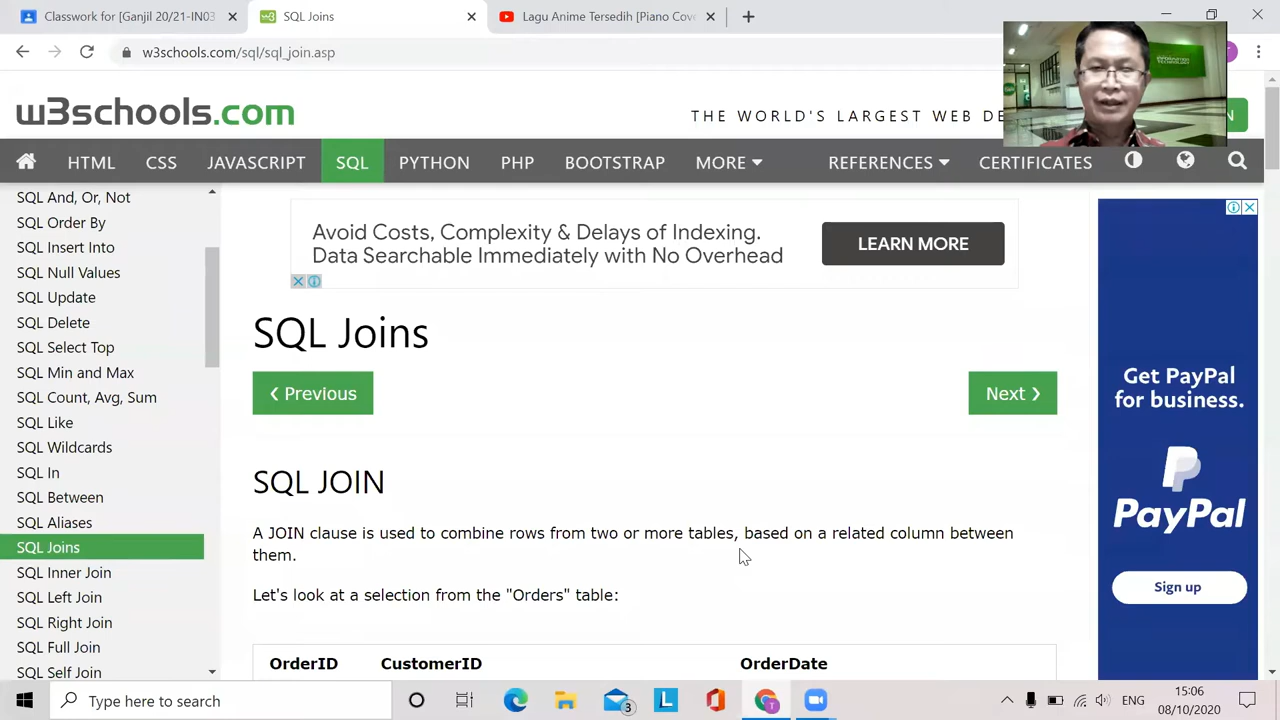 Classwork for [Ganjil 20/21-IN03
SQL Joins
Lagu Anime Tersedih [Piano Cov
w3schools.com/sql/sql_join.asp
w3schools.com
THE WORLD'S LARGEST WEB DE
INFORMATION
TECHNOLOGY
HTML
CSS
JAVASCRIPT
SQL
PYTHON
PHP
BOOTSTRAP
MORE
REFERENCES
CERTIFICATES
SQL And, Or, Not
SQL Order By
SQL Insert Into
SQL Null Values
SQL Update
SQL Delete
SQL Select Top
SQL Min and Max
SQL Count, Avg, Sum
SQL Like
SQL Wildcards
SQL In
SQL Between
SQL Aliases
SQL Joins
SQL Inner Join
SQL Left Join
SQL Right Join
SQL Full Join
SQL Self Join
Avoid Costs, Complexity & Delays of Indexing.
Data Searchable Immediately with No Overhead
LEARN MORE
SQL Joins
❮ Previous
Next ❯
SQL JOIN
A JOIN clause is used to combine rows from two or more tables, based on a related column between
them.
Let's look at a selection from the "Orders" table:
OrderID
CustomerID
OrderDate
Get PayPal
for business.
PayPal
Sign up
Type here to search
3
ENG
15:06
08/10/2020